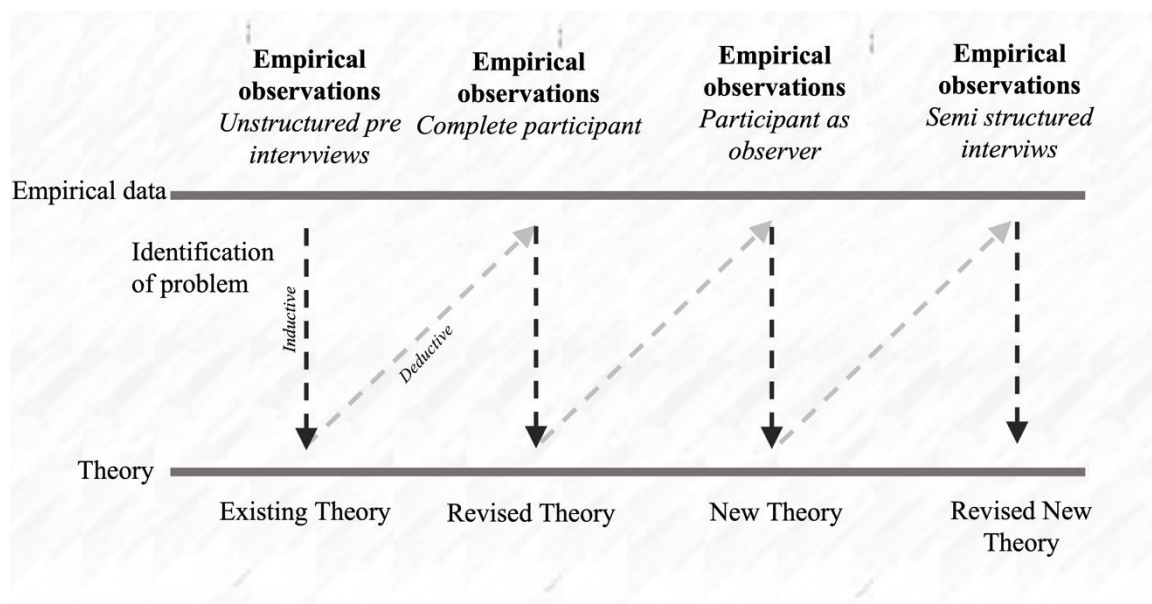 Empirical
observations
Unstructured pre
intervviews
Empirical
observations
Complete participant
Empirical
observations
Participant as
observer
Empirical
observations
Semi structured
interviws
Empirical data
Identification
of problem
Inductive
Deductive
Theory
Existing Theory
Revised Theory
New Theory
Revised New
Theory